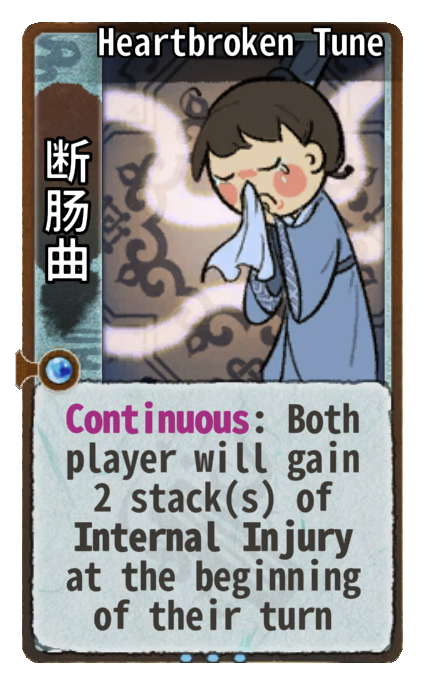 Heartbroken Tune
断肠曲
Continuous: Both
player will gain
2 stack(s) of
Internal Injury
at the beginning
of their turn